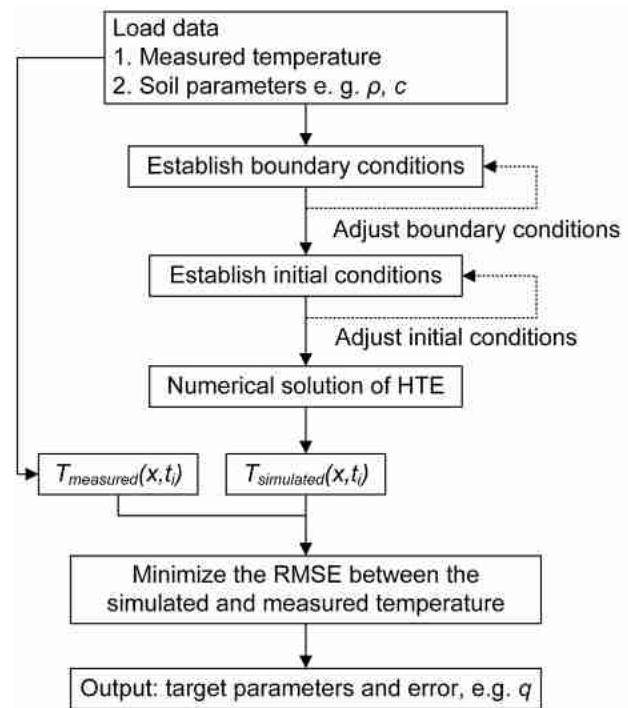 Load data
1. Measured temperature
2. Soil parameters e. g. ρ, c
Establish boundary conditions
Adjust boundary conditions
Establish initial conditions
Adjust initial conditions
Numerical solution of HTE
Tmeasured(x,ti)
Tsimulated(x,ti)
Minimize the RMSE between the
simulated and measured temperature
Output: target parameters and error, e.g. q